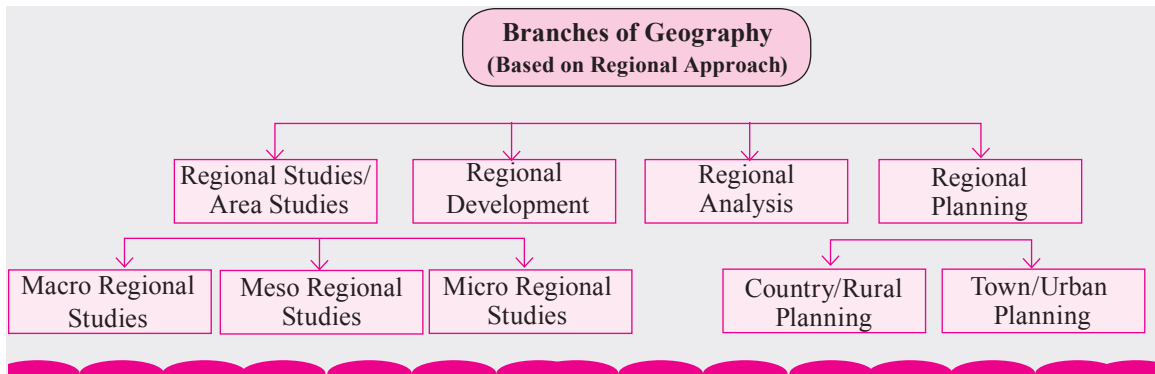 Branches of Geography
(Based on Regional Approach)
Regional Studies/
Area Studies
Regional
Development
Regional
Analysis
Regional
Planning
Macro Regional
Studies
Meso Regional
Studies
Micro Regional
Studies
Country/Rural
Planning
Town/Urban
Planning